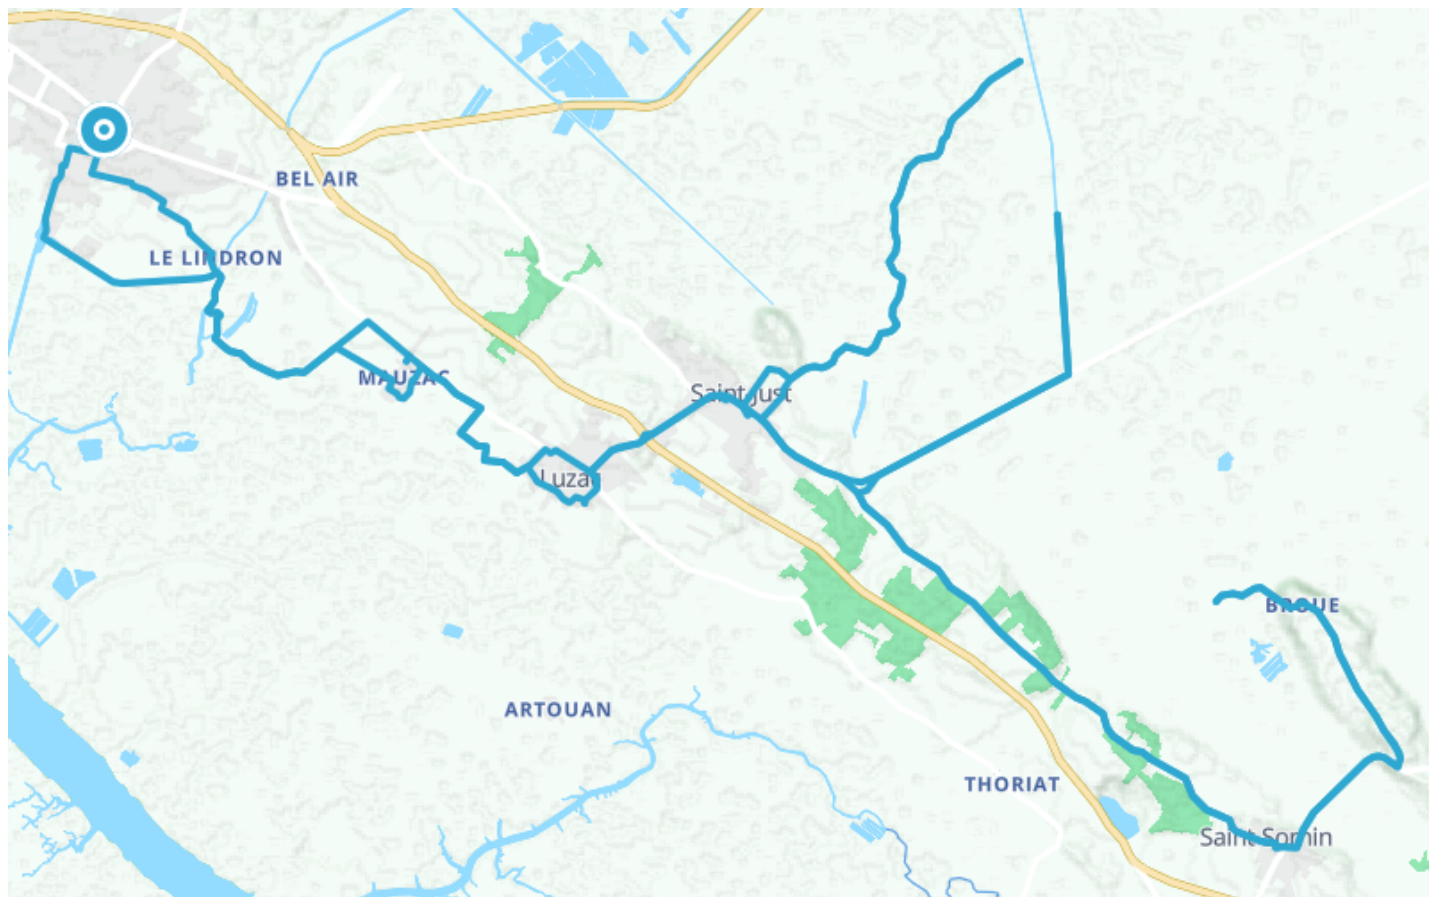 BEL AIR
LE LINDRON
MAUZAC
Saint-Just
Luzac
BROUE
ARTOUAN
THORIAT
Saint-Sornin